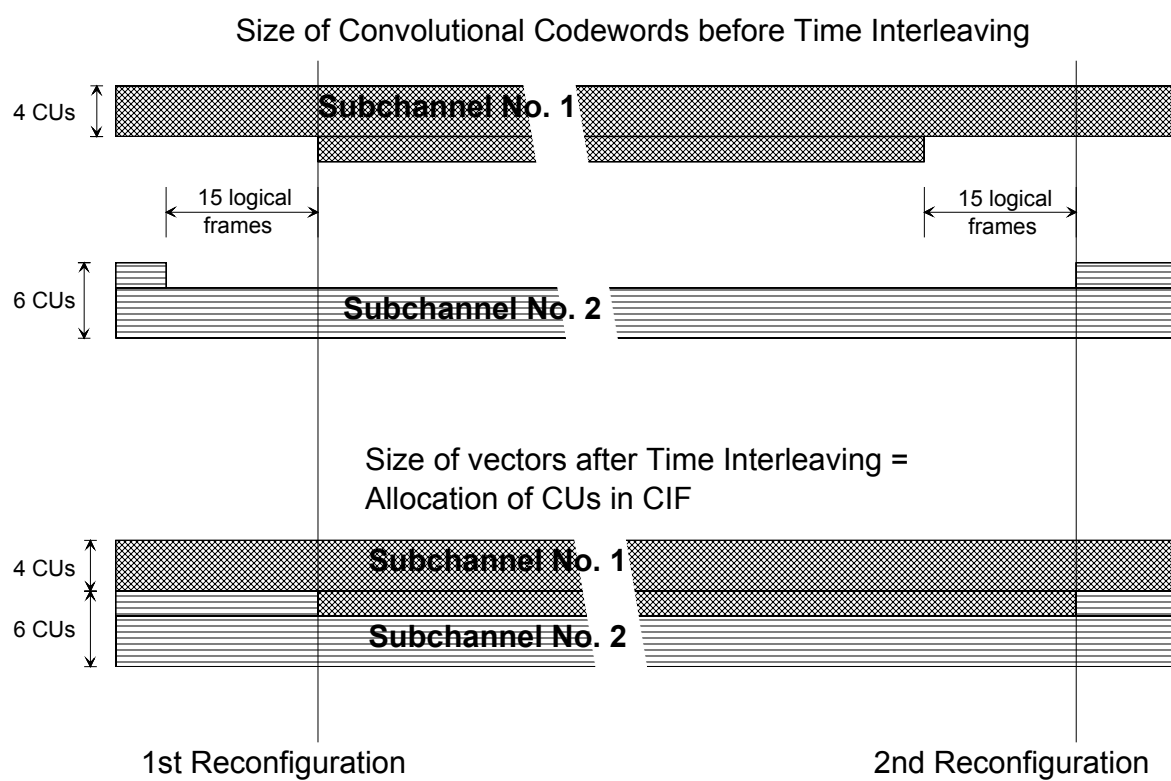 Size of Convolutional Codewords before Time Interleaving
4 CUs
Subchannel No. 1
15 logical
frames
15 logical
frames
6 CUs
Subchannel No. 2
Size of vectors after Time Interleaving =
Allocation of CUs in CIF
4 CUs
Subchannel No. 1
6 CUs
Subchannel No. 2
1st Reconfiguration
2nd Reconfiguration